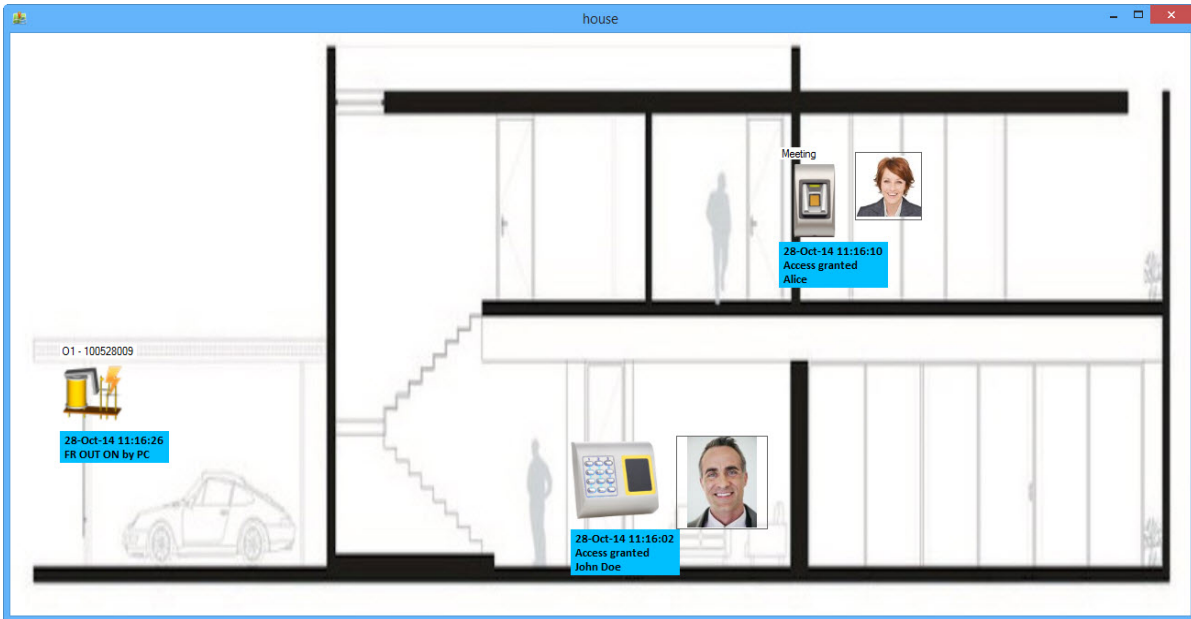 house
Meeting
28-Oct-14 11:16:10
Access granted
Alice
O1 - 100528009
28-Oct-14 11:16:26
FR OUT ON by PC
28-Oct-14 11:16:02
Access granted
John Doe